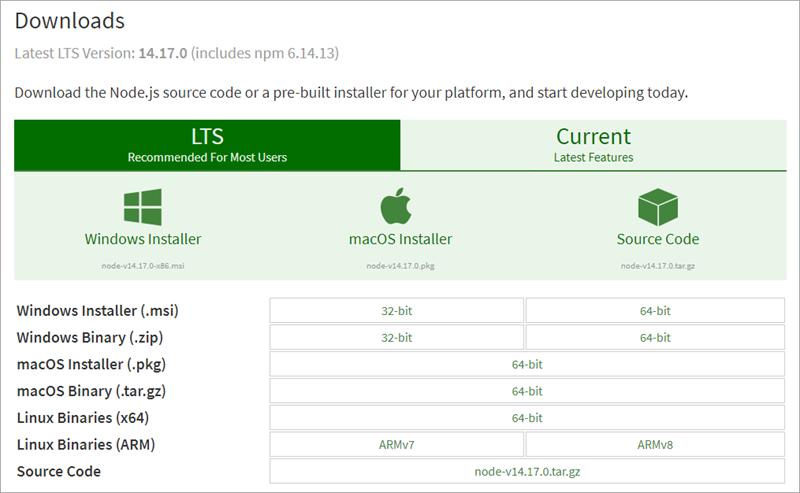 Downloads
Latest LTS Version: 14.17.0 (includes npm 6.14.13)
Download the Node.js source code or a pre-built installer for your platform, and start developing today.
LTS
Recommended For Most Users
Current
Latest Features
Windows Installer
node-v14.17.0-x86.msi
macOS Installer
node-v14.17.0.pkg
Source Code
node-v14.17.0.tar.gz
Windows Installer (.msi) 32-bit 64-bit
Windows Binary (.zip) 32-bit 64-bit
macOS Installer (.pkg) 64-bit
macOS Binary (.tar.gz) 64-bit
Linux Binaries (x64) 64-bit
Linux Binaries (ARM) ARMv7 ARMv8
Source Code node-v14.17.0.tar.gz